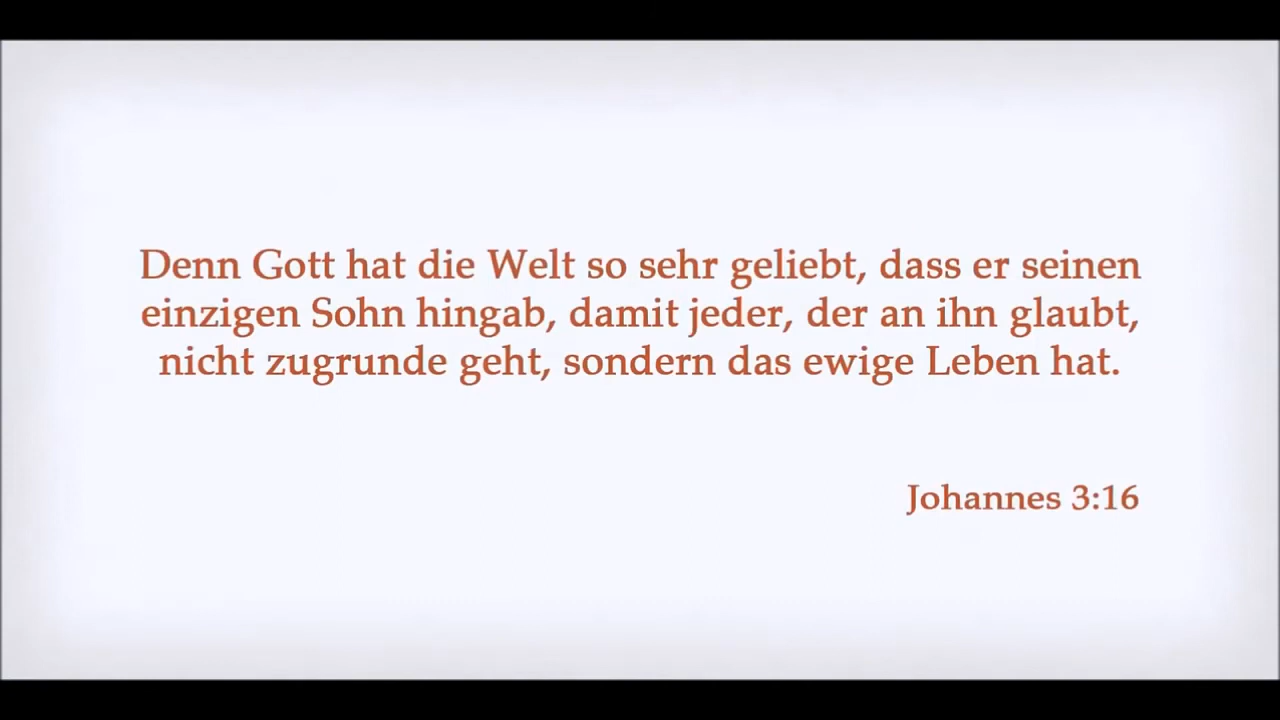 Denn Gott hat die Welt so sehr geliebt, dass er seinen
einzigen Sohn hingab, damit jeder, der an ihn glaubt,
nicht zugrunde geht, sondern das ewige Leben hat.
Johannes 3:16